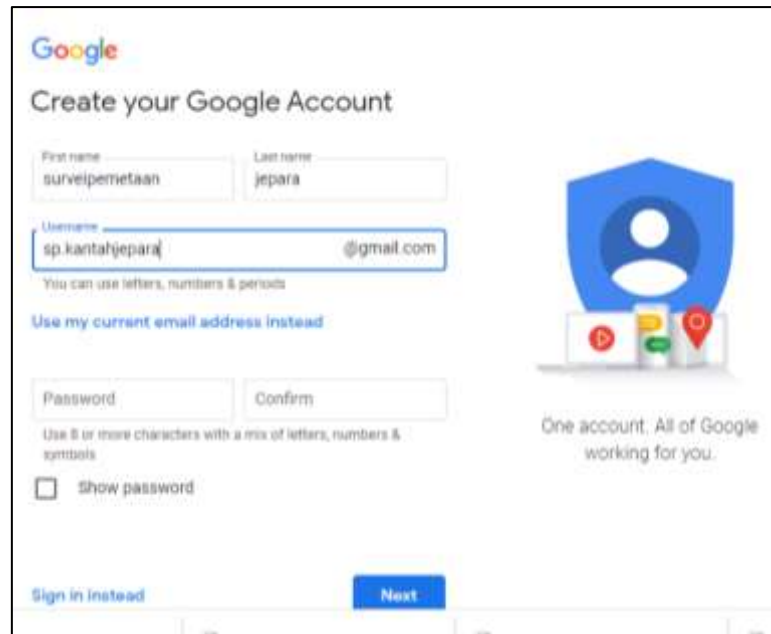 Google
Create your Google Account
First name
Last name
surveipemetaan
jepara
Username
sp.kantahjepara
@gmail.com
You can use letters, numbers & periods
Use my current email address instead
Password
Confirm
Use 8 or more characters with a mix of letters, numbers &
symbols
Show password
One account. All of Google
working for you.
Sign in instead
Next